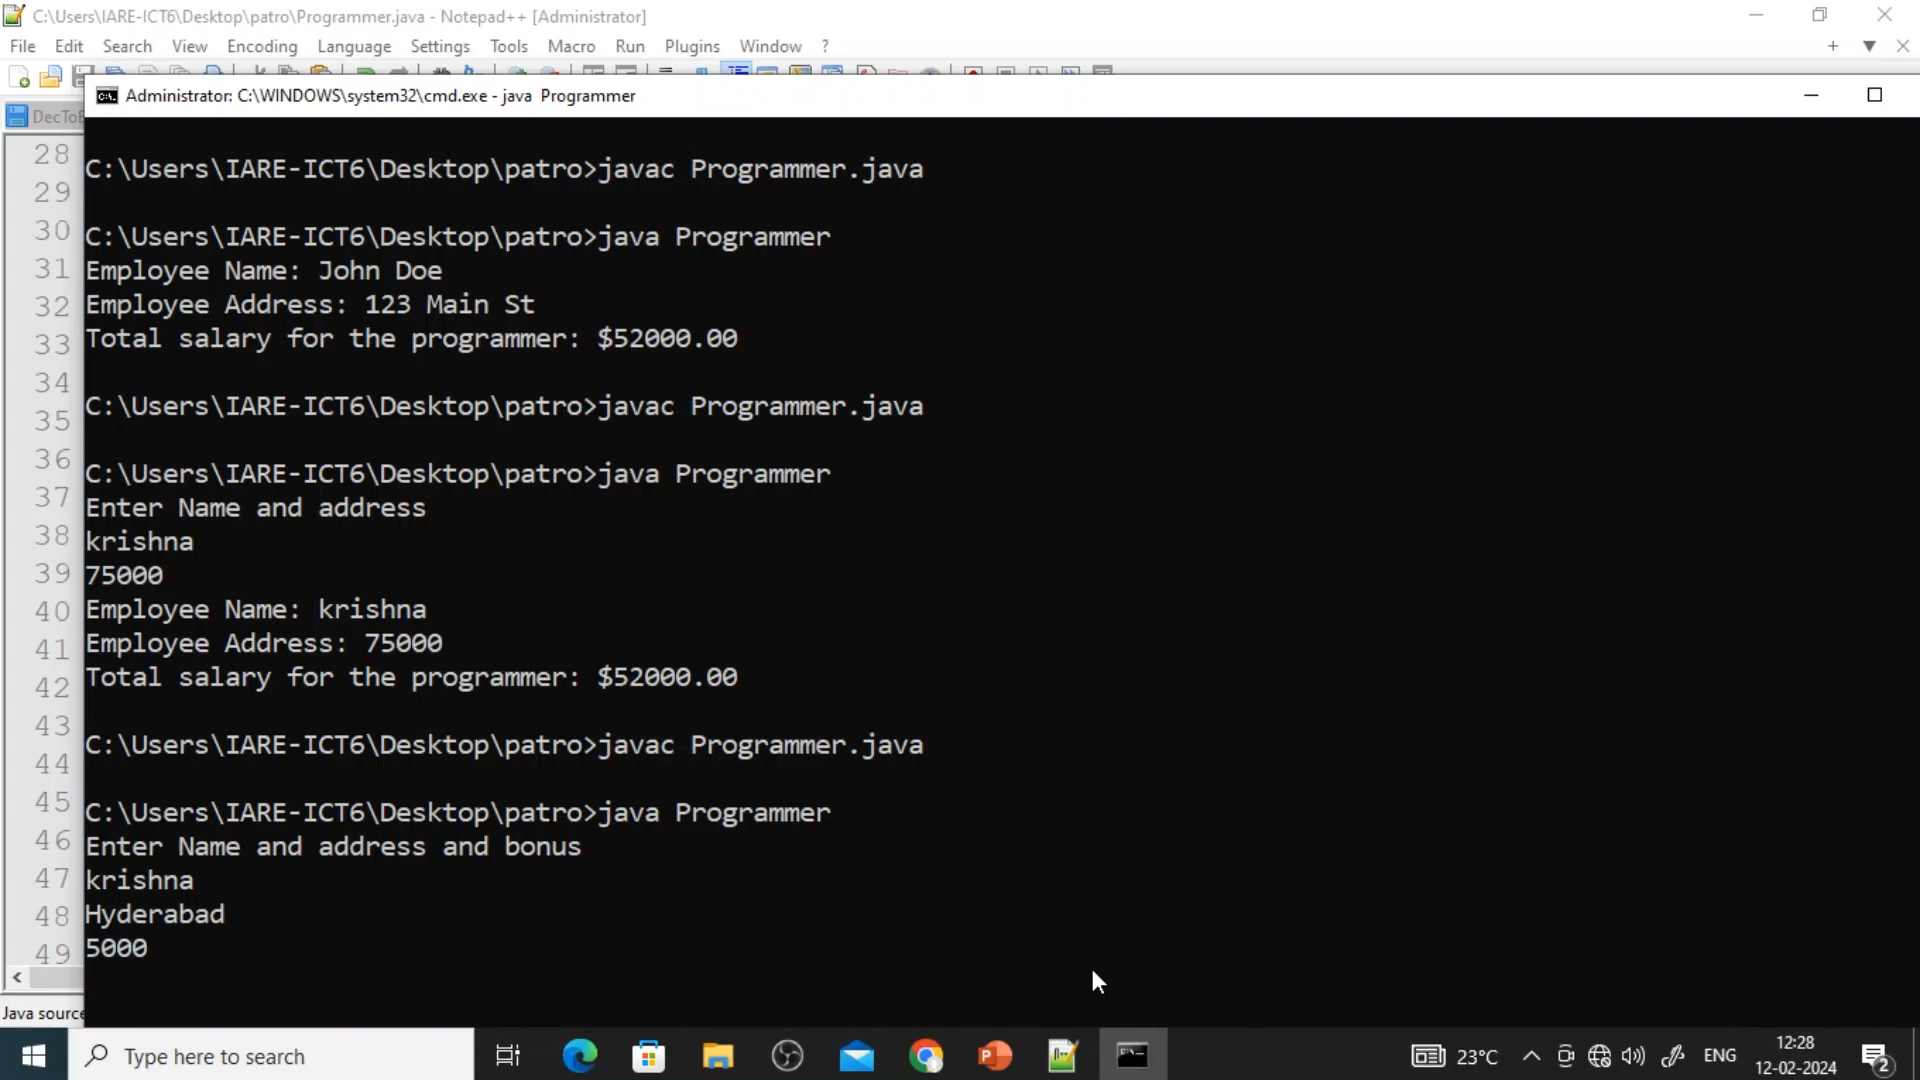 C:\Users\IARE-ICT6\Desktop\patro\Programmer.java - Notepad++ [Administrator]
File Edit Search View Encoding Language Settings Tools Macro Run Plugins Window ?
Administrator: C:\WINDOWS\system32\cmd.exe - java  Programmer
28
C:\Users\IARE-ICT6\Desktop\patro>javac Programmer.java
29
30 C:\Users\IARE-ICT6\Desktop\patro>java Programmer
31 Employee Name: John Doe
32 Employee Address: 123 Main St
33 Total salary for the programmer: $52000.00
34
35 C:\Users\IARE-ICT6\Desktop\patro>javac Programmer.java
36
C:\Users\IARE-ICT6\Desktop\patro>java Programmer
37 Enter Name and address
38 krishna
39 75000
40 Employee Name: krishna
41 Employee Address: 75000
42 Total salary for the programmer: $52000.00
43
C:\Users\IARE-ICT6\Desktop\patro>javac Programmer.java
44
45 C:\Users\IARE-ICT6\Desktop\patro>java Programmer
46 Enter Name and address and bonus
47 krishna
48 Hyderabad
49 5000
Java source
Type here to search
23°C
ENG
12:28
12-02-2024
2